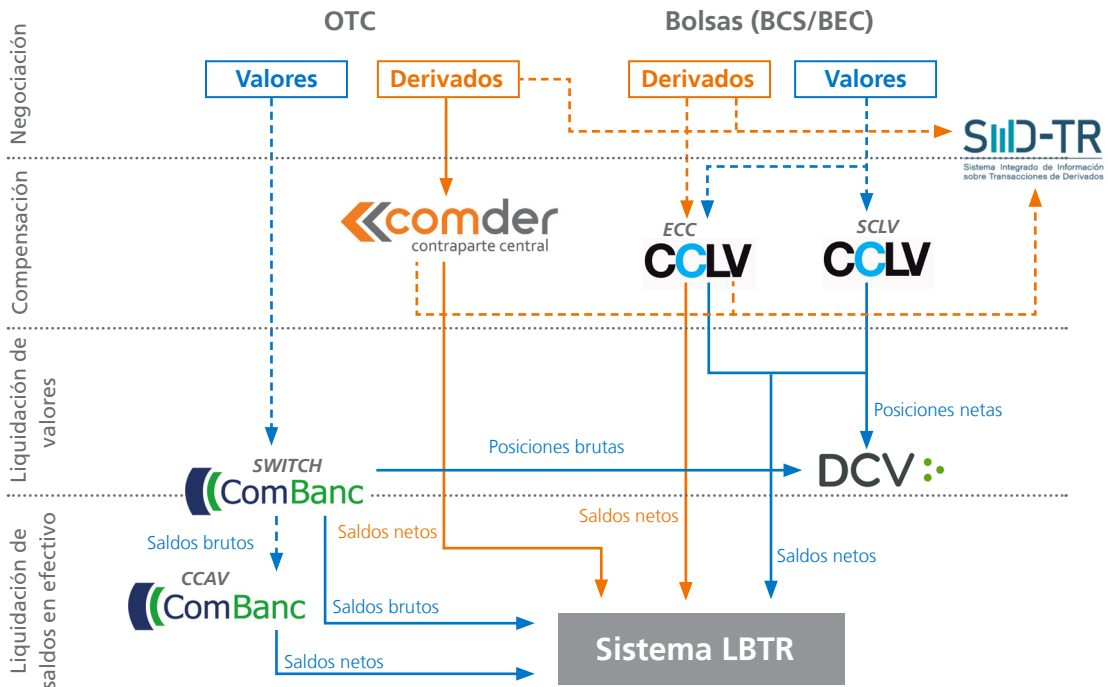 OTC
Bolsas (BCS/BEC)
Negociación
Valores
Derivados
Derivados
Valores
SIID-TR
Sistema Integrado de Información
sobre Transacciones de Derivados
Compensación
comder
contraparte central
ECC
CCLV
SCLV
CCLV
Liquidación de
valores
Posiciones netas
Posiciones brutas
SWITCH
ComBanc
DCV
Liquidación de
saldos en efectivo
Saldos netos
Saldos netos
Saldos brutos
Saldos netos
CCAV
ComBanc
Saldos brutos
Sistema LBTR
Saldos netos